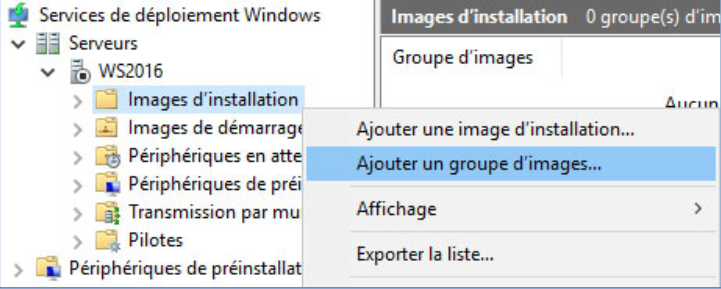 Services de déploiement Windows
Serveurs
WS2016
Images d'installation
Images de démarrage
Périphériques en atte
Périphériques de préi
Transmission par mu
Pilotes
Périphériques de préinstallat
Images d'installation 0 groupe(s) d'im
Groupe d'images
Aucun
Ajouter une image d'installation...
Ajouter un groupe d'images...
Affichage
Exporter la liste...